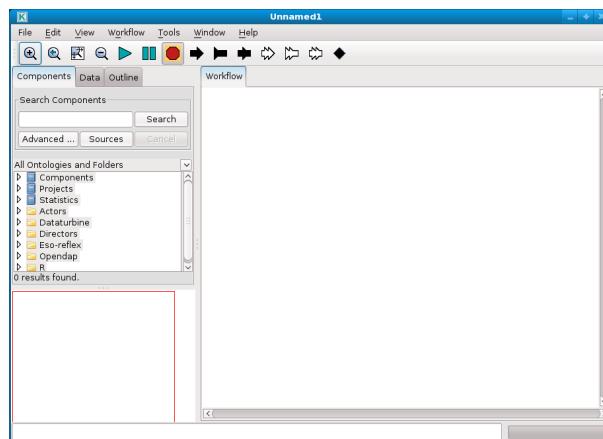 Unnamed1
File Edit View Workflow Tools Window Help
Components Data Outline
Workflow
Search Components
Search
Advanced ... Sources Cancel
All Ontologies and Folders
Components
Projects
Statistics
Actors
Dataturbine
Directors
Eso-reflex
Opendap
R
0 results found.